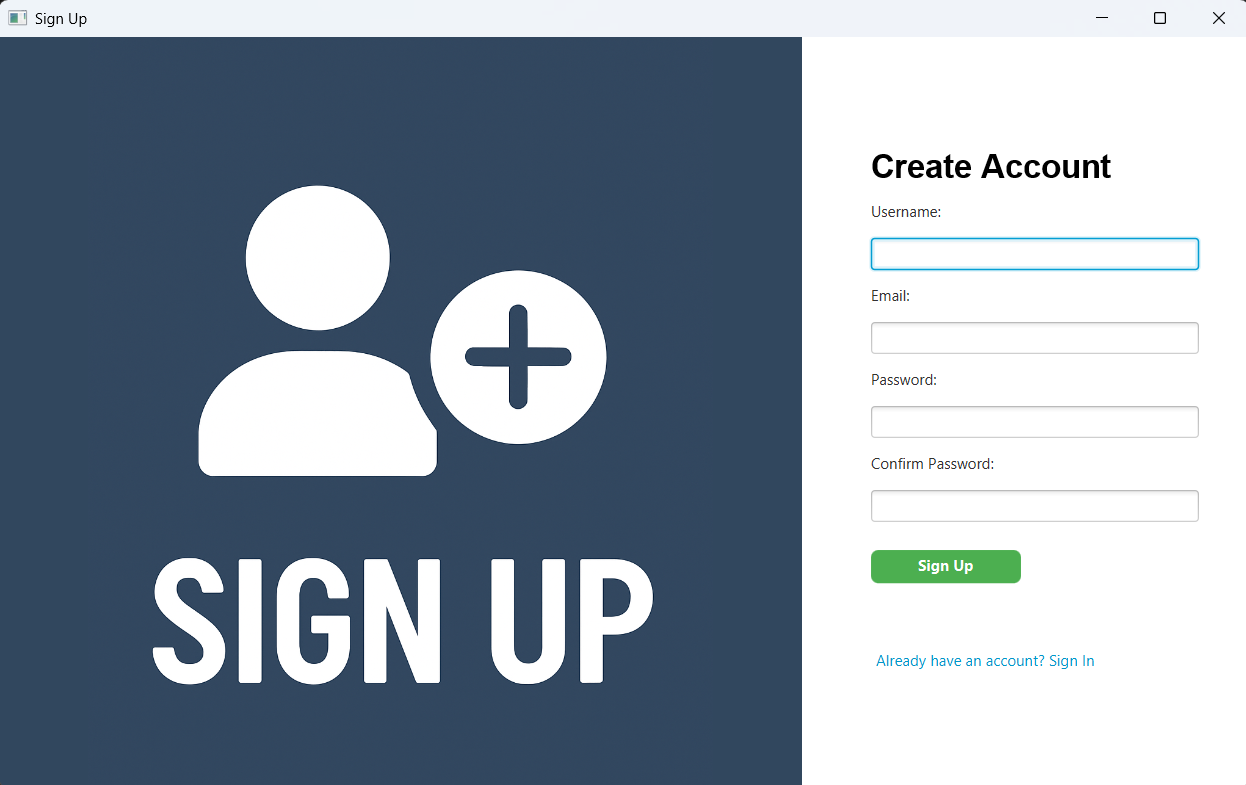 Sign Up
SIGN UP
Create Account
Username:
Email:
Password:
Confirm Password:
Sign Up
Already have an account? Sign In